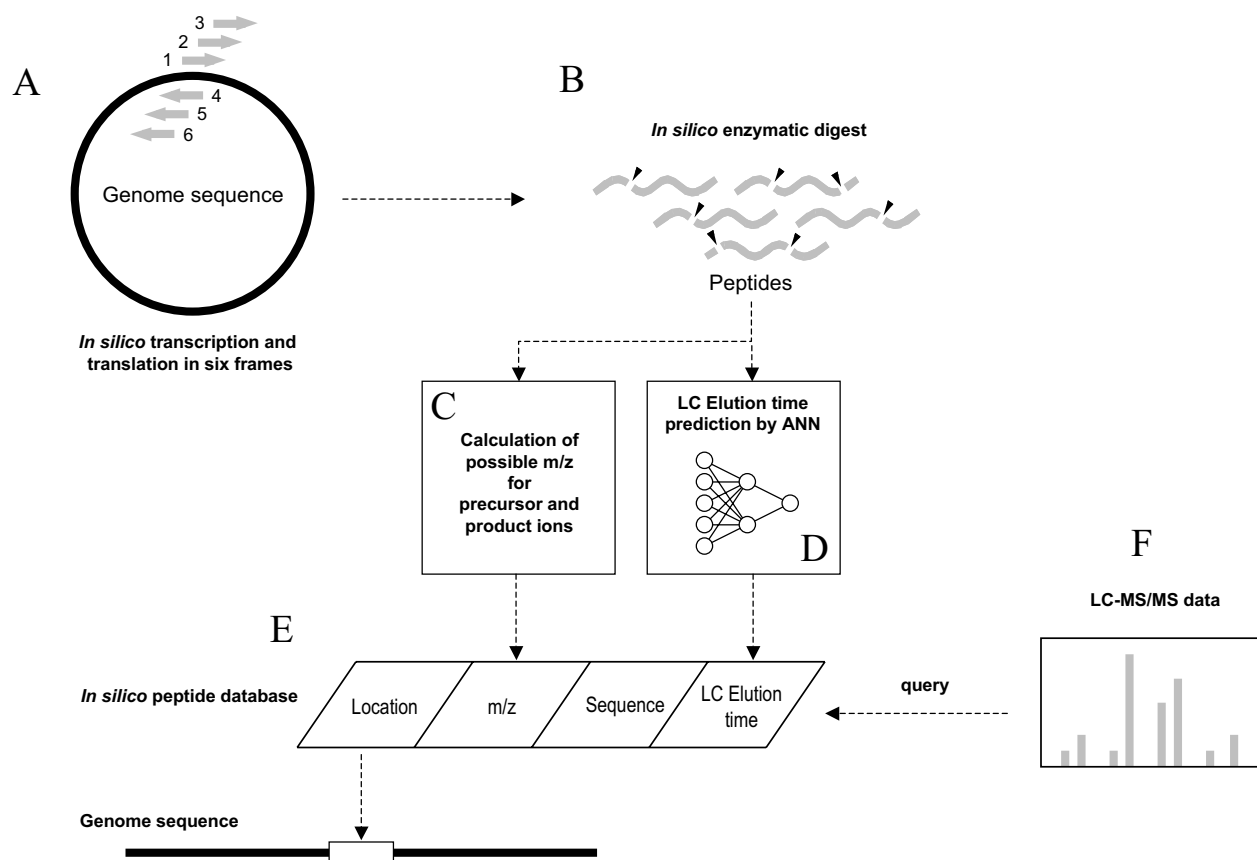 A
3
2
1
4
5
6
Genome sequence
In silico transcription and
translation in six frames
B
In silico enzymatic digest
Peptides
C
Calculation of
possible m/z
for
precursor and
product ions
LC Elution time
prediction by ANN
D
E
In silico peptide database
Location
m/z
Sequence
LC Elution
time
query
F
LC-MS/MS data
Genome sequence